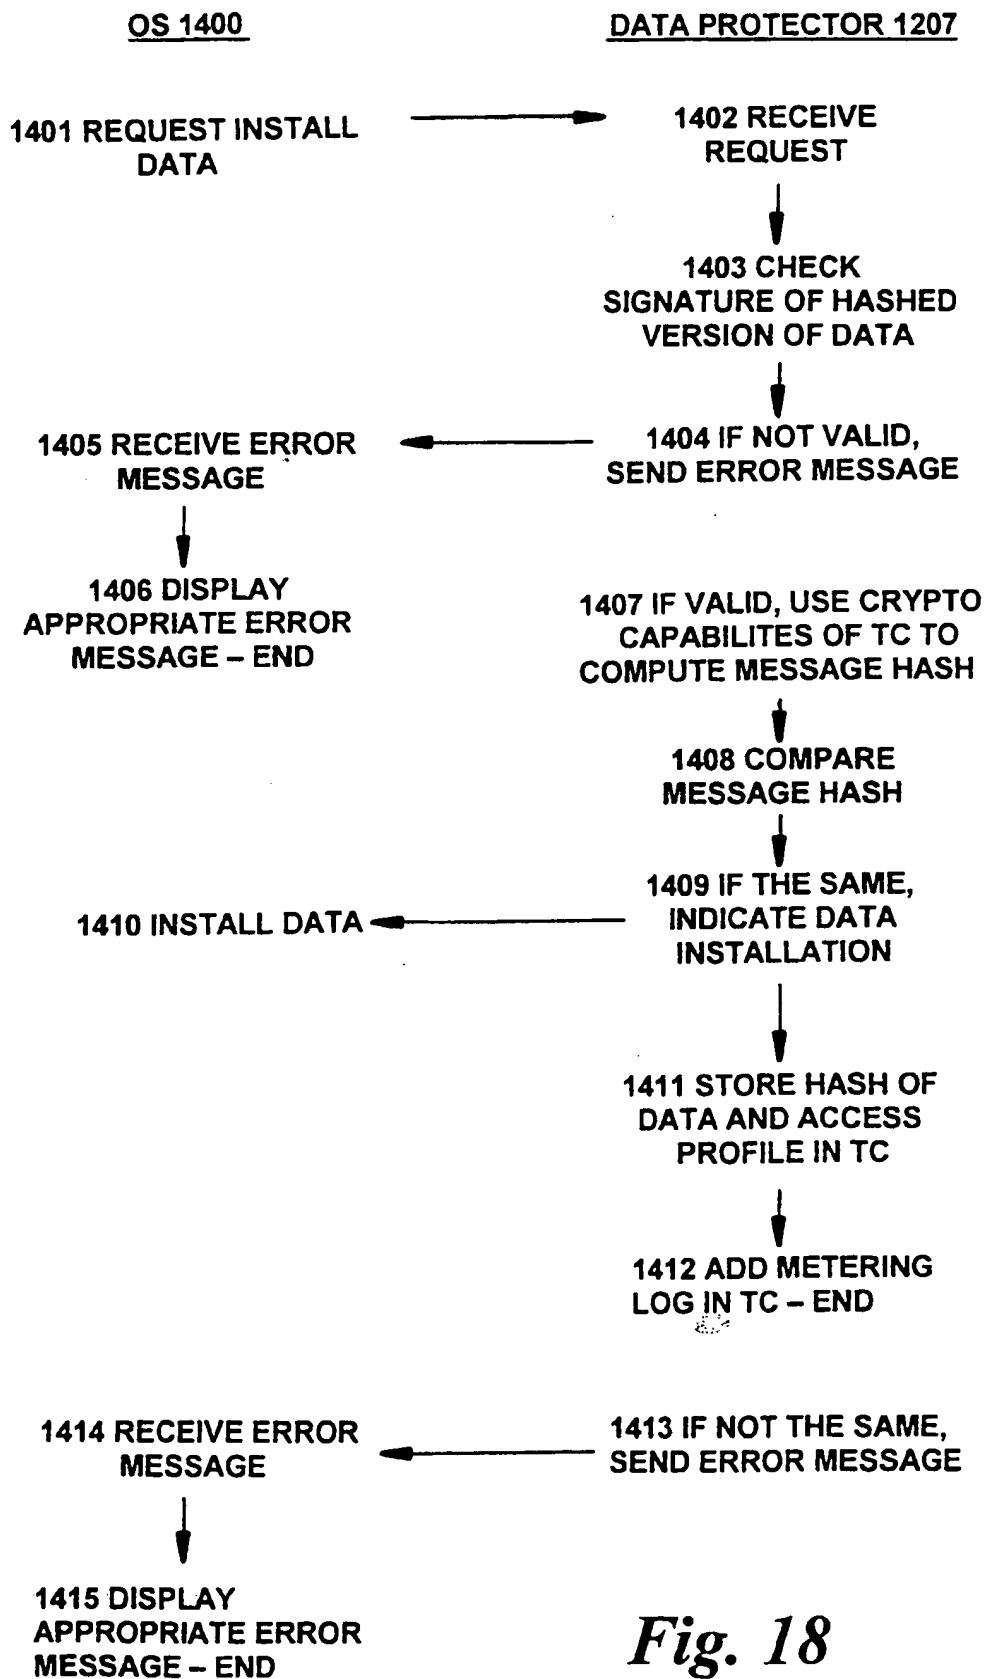 OS 1400
DATA PROTECTOR 1207
1401 REQUEST INSTALL
DATA
1402 RECEIVE
REQUEST
1403 CHECK
SIGNATURE OF HASHED
VERSION OF DATA
1404 IF NOT VALID,
SEND ERROR MESSAGE
1405 RECEIVE ERROR
MESSAGE
1406 DISPLAY
APPROPRIATE ERROR
MESSAGE – END
1407 IF VALID, USE CRYPTO
CAPABILITES OF TC TO
COMPUTE MESSAGE HASH
1408 COMPARE
MESSAGE HASH
1409 IF THE SAME,
INDICATE DATA
INSTALLATION
1410 INSTALL DATA
1411 STORE HASH OF
DATA AND ACCESS
PROFILE IN TC
1412 ADD METERING
LOG IN TC – END
1413 IF NOT THE SAME,
SEND ERROR MESSAGE
1414 RECEIVE ERROR
MESSAGE
1415 DISPLAY
APPROPRIATE ERROR
MESSAGE – END
Fig. 18